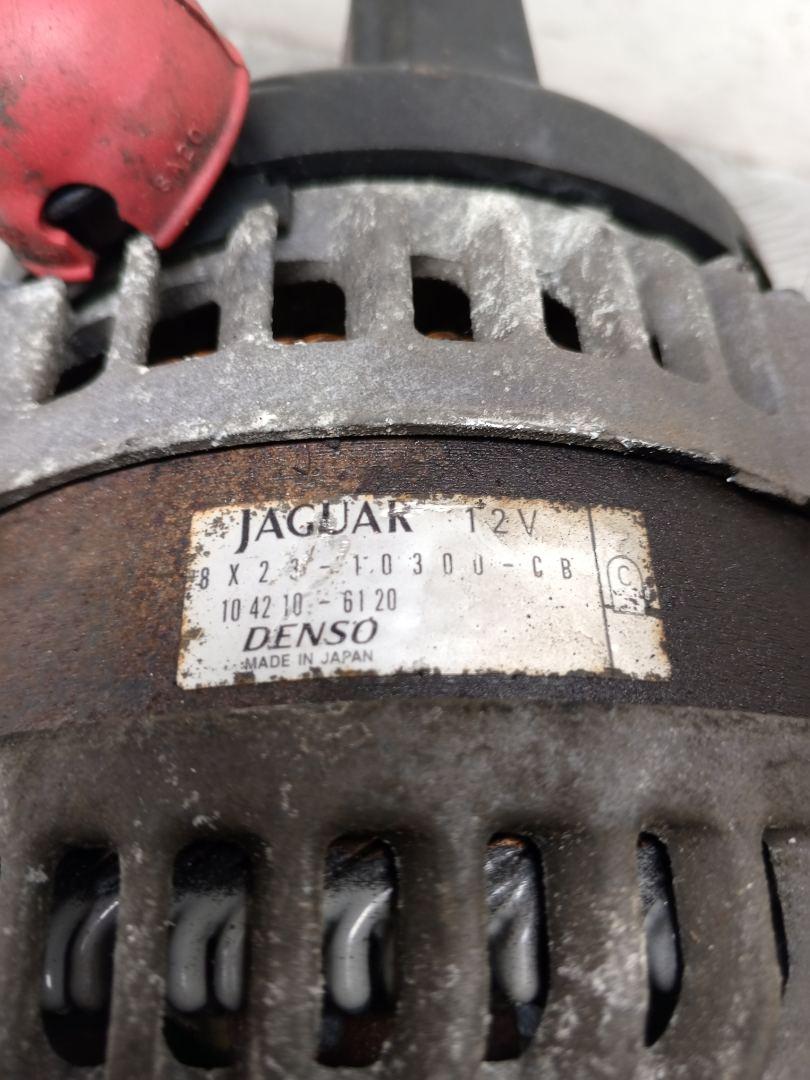 JAGUAR 12V
8X23-10300-CB
C
104210-6120
DENSO
MADE IN JAPAN